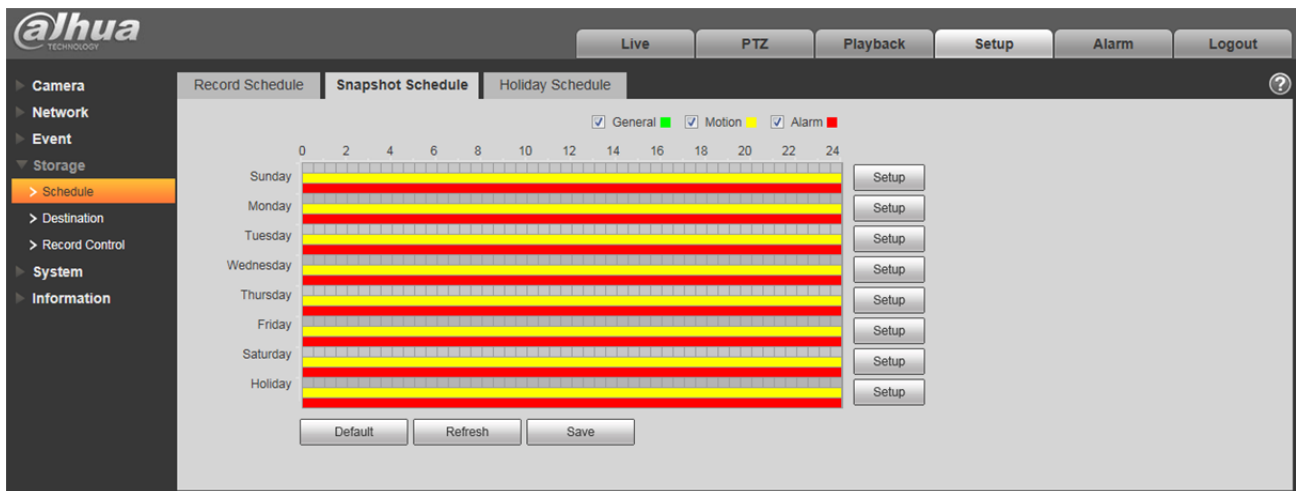 alhua
TECHNOLOGY
Live PTZ Playback Setup Alarm Logout
Camera
Network
Event
Storage
> Schedule
> Destination
> Record Control
System
Information
Record Schedule Snapshot Schedule Holiday Schedule ?
General Motion Alarm
0 2 4 6 8 10 12 14 16 18 20 22 24
Sunday Setup
Monday Setup
Tuesday Setup
Wednesday Setup
Thursday Setup
Friday Setup
Saturday Setup
Holiday Setup
Default Refresh Save